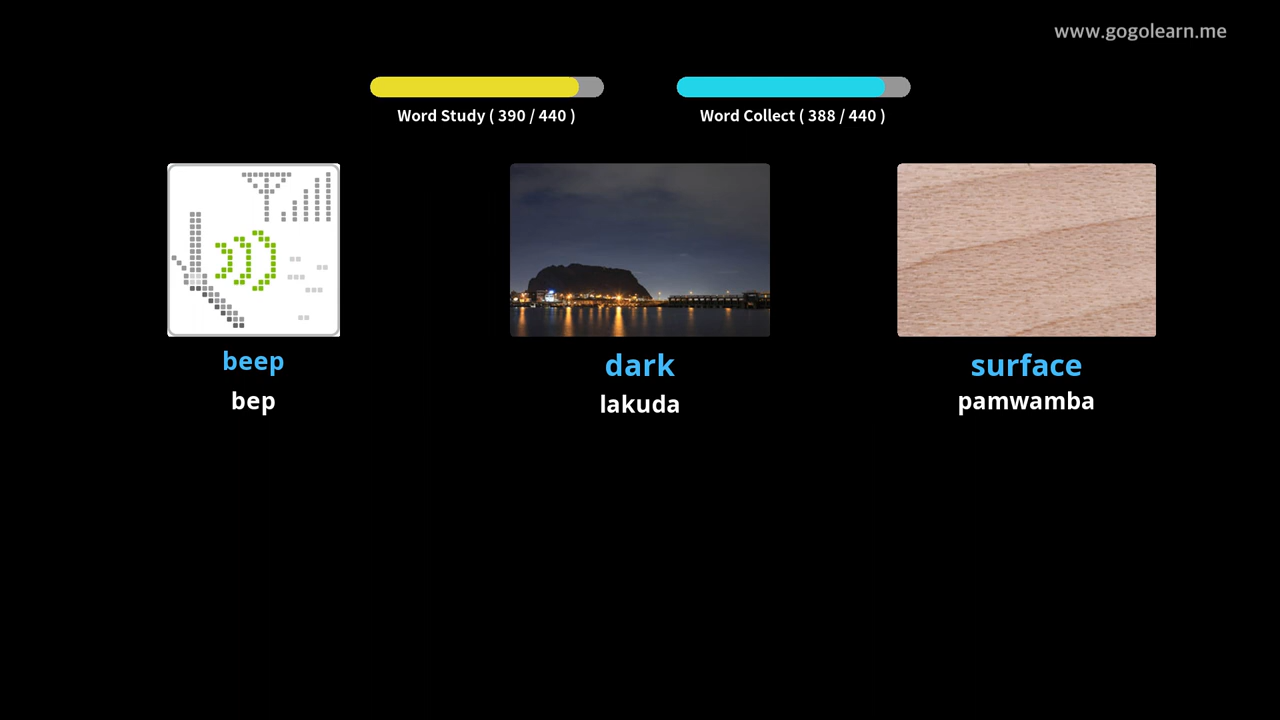 www.gogolearn.me
Word Study ( 390 / 440 )
Word Collect ( 388 / 440 )
beep
bep
dark
lakuda
surface
pamwamba